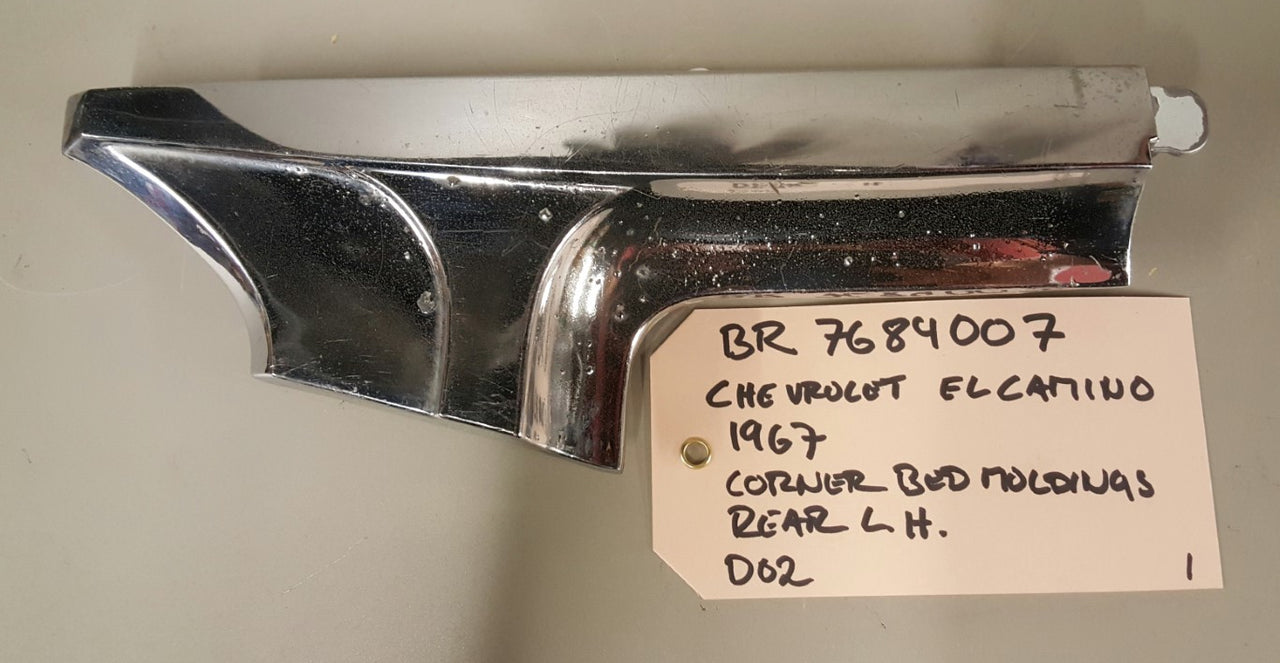 BR 7684007
CHEVROLET ELCAMINO
1967
CORNER BED MOLDINGS
REAR L H.
D02
1